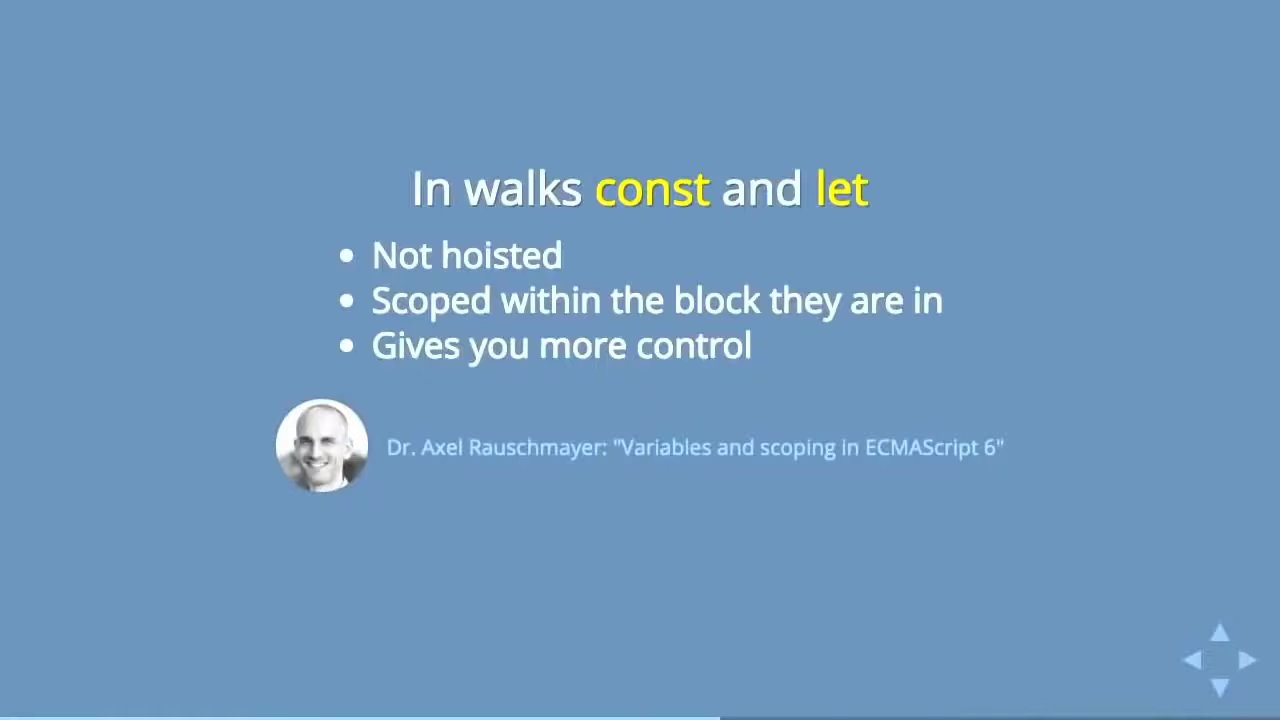 In walks const and let
Not hoisted
Scoped within the block they are in
Gives you more control
Dr. Axel Rauschmayer: "Variables and scoping in ECMAScript 6"